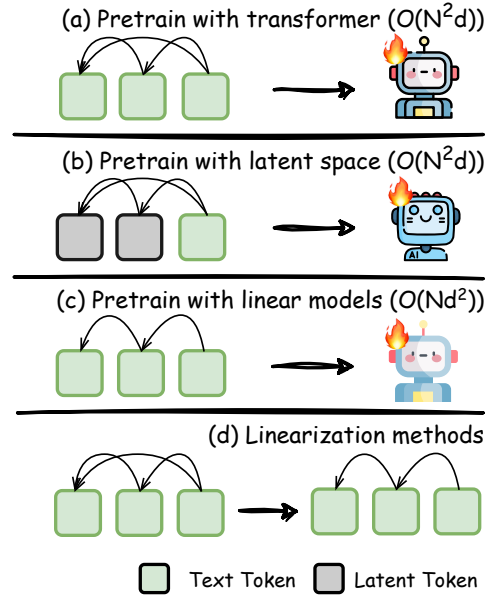 (a) Pretrain with transformer (O(N²d))
(b) Pretrain with latent space (O(N²d))
AI
(c) Pretrain with linear models (O(Nd²))
(d) Linearization methods
Text Token
Latent Token